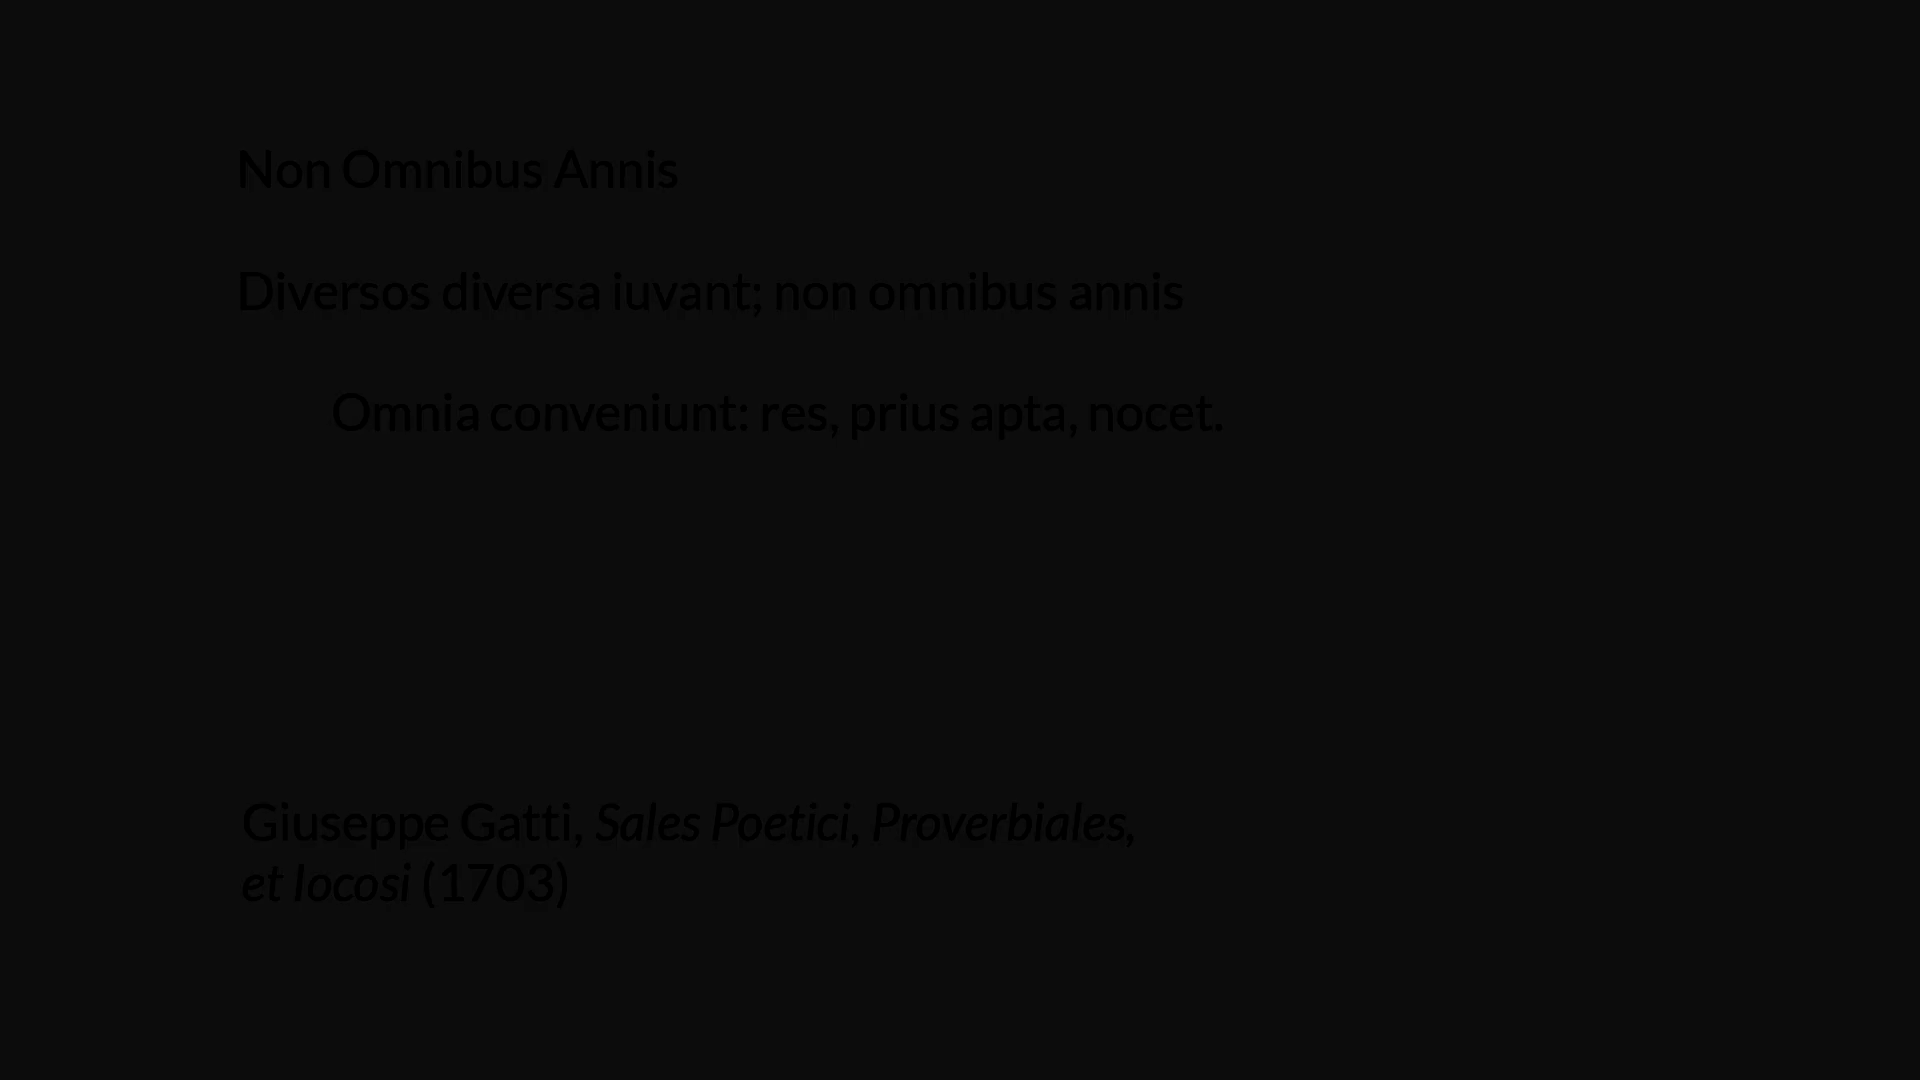 Non Omnibus Annis
Diversos diversa iuvant; non omnibus annis
Omnia conveniunt: res, prius apta, nocet.
Giuseppe Gatti, Sales Poetici, Proverbiales,
et Iocosi (1703)